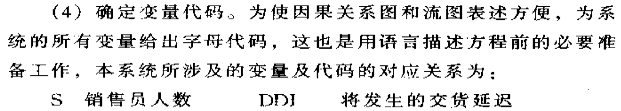 (4) 确定变量代码。为使因果关系图和流图表述方便，为系
统的所有变量给出字母代码，这也是用语言描述方程前的必要准
备工作，本系统所涉及的变量及代码的对应关系为：
S 销售员人数 DDI 将发生的交货延迟